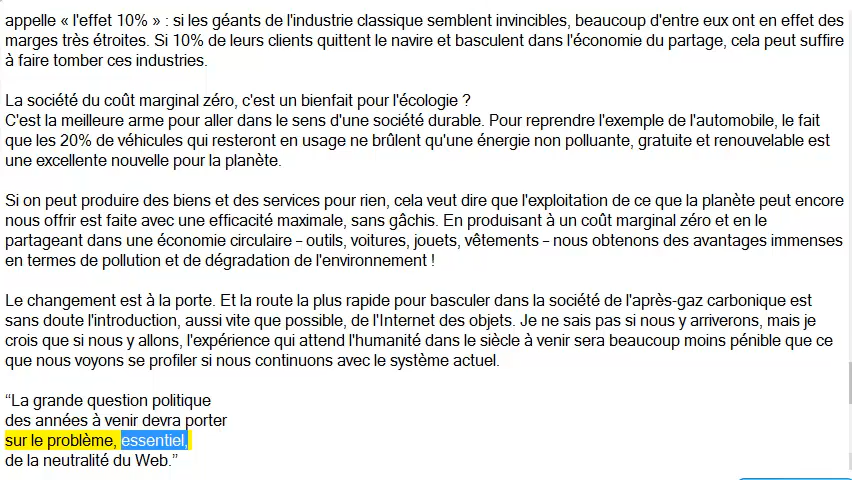 appelle « l'effet 10% » : si les géants de l'industrie classique semblent invincibles, beaucoup d'entre eux ont en effet des
marges très étroites. Si 10% de leurs clients quittent le navire et basculent dans l'économie du partage, cela peut suffire
à faire tomber ces industries.
La société du coût marginal zéro, c'est un bienfait pour l'écologie ?
C'est la meilleure arme pour aller dans le sens d'une société durable. Pour reprendre l'exemple de l'automobile, le fait
que les 20% de véhicules qui resteront en usage ne brûlent qu'une énergie non polluante, gratuite et renouvelable est
une excellente nouvelle pour la planète.
Si on peut produire des biens et des services pour rien, cela veut dire que l'exploitation de ce que la planète peut encore
nous offrir est faite avec une efficacité maximale, sans gâchis. En produisant à un coût marginal zéro et en le
partageant dans une économie circulaire – outils, voitures, jouets, vêtements – nous obtenons des avantages immenses
en termes de pollution et de dégradation de l'environnement !
Le changement est à la porte. Et la route la plus rapide pour basculer dans la société de l'après-gaz carbonique est
sans doute l'introduction, aussi vite que possible, de l'Internet des objets. Je ne sais pas si nous y arriverons, mais je
crois que si nous y allons, l'expérience qui attend l'humanité dans le siècle à venir sera beaucoup moins pénible que ce
que nous voyons se profiler si nous continuons avec le système actuel.
“La grande question politique
des années à venir devra porter
sur le problème, essentiel,
de la neutralité du Web.”